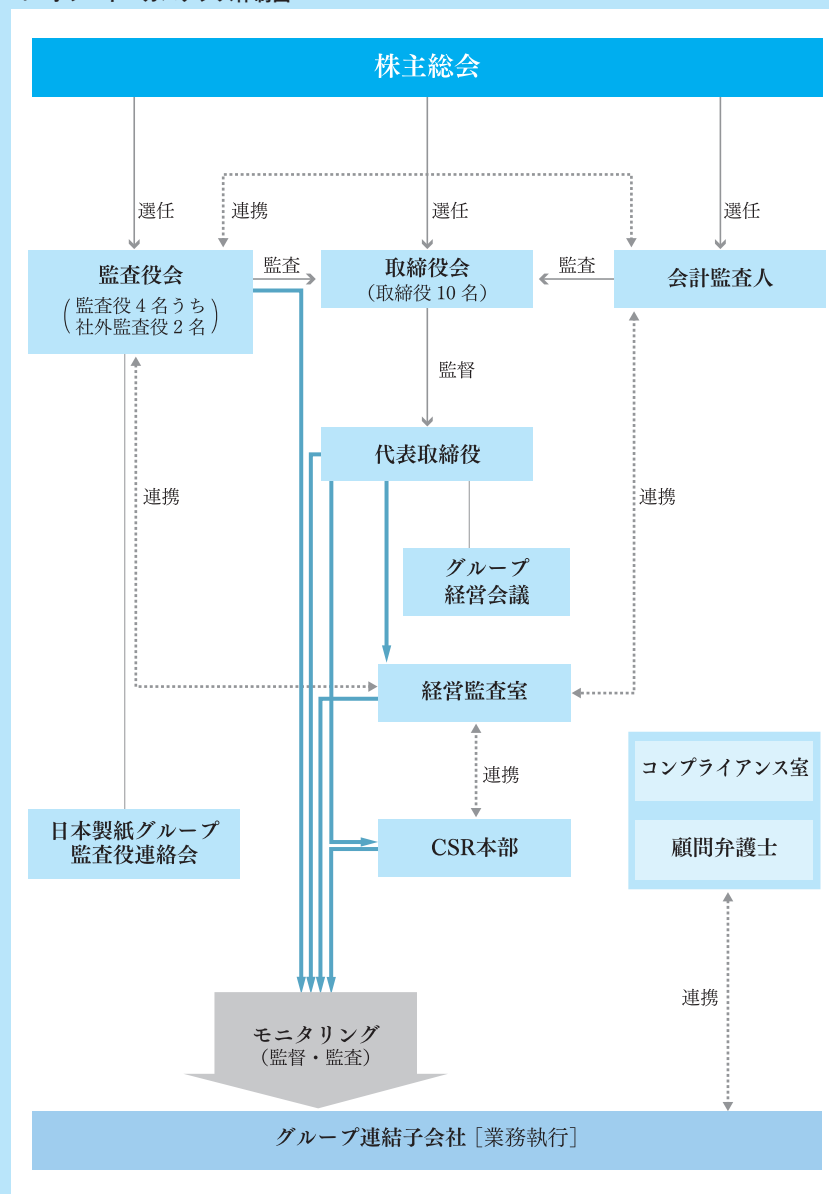 株主総会
選任
連携
選任
選任
監査役会
(監査役4名うち
社外監査役2名)
監査
取締役会
(取締役10名)
監査
会計監査人
監督
代表取締役
連携
連携
グループ
経営会議
経営監査室
連携
コンプライアンス室
顧問弁護士
日本製紙グループ
監査役連絡会
CSR本部
連携
モニタリング
(監督・監査)
グループ連結子会社[業務執行]